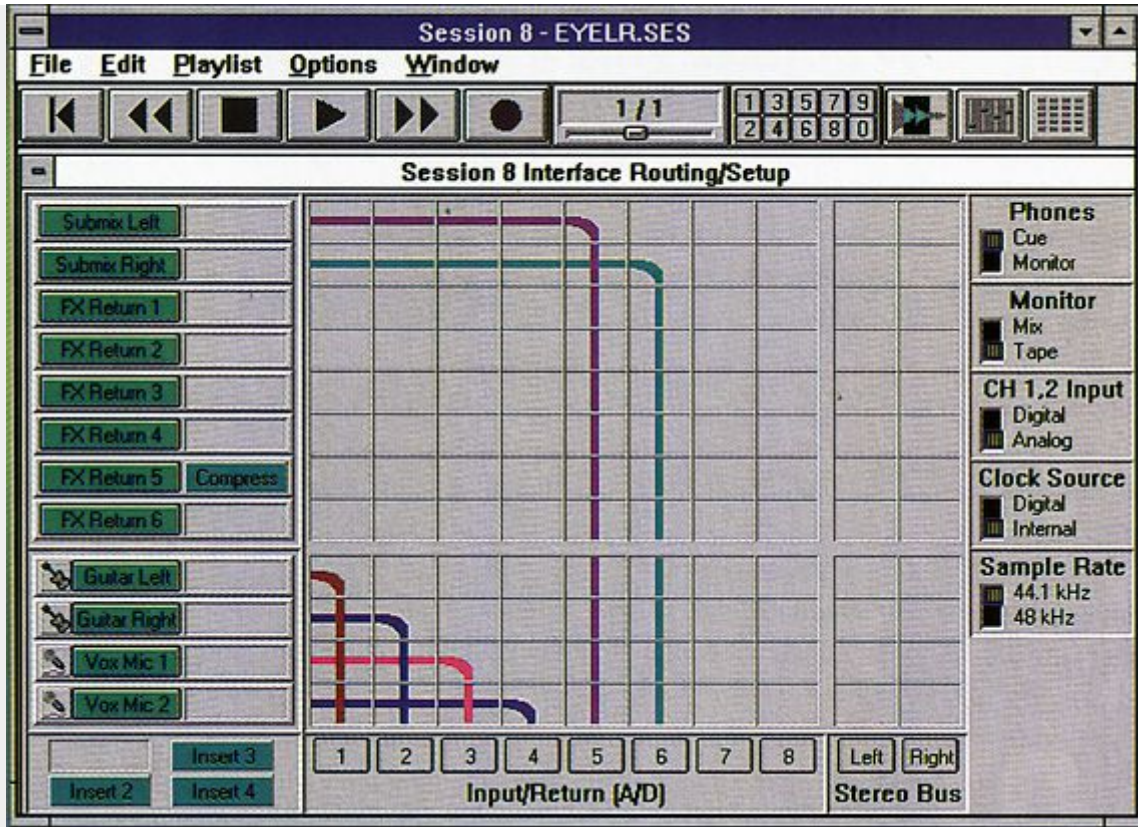 Session 8 - EYELR.SES
File Edit Playlist Options Window
1 / 1
1 3 5 7 9
2 4 6 8 0
Session 8 Interface Routing/Setup
Submix Left
Submix Right
FX Return 1
FX Return 2
FX Return 3
FX Return 4
FX Return 5 Compress
FX Return 6
Guitar Left
Guitar Right
Vox Mic 1
Vox Mic 2
Insert 3
Insert 2 Insert 4
1 2 3 4 5 6 7 8
Input/Return (A/D)
Left Right
Stereo Bus
Phones
Cue
Monitor
Monitor
Mix
Tape
CH 1,2 Input
Digital
Analog
Clock Source
Digital
Internal
Sample Rate
44.1 kHz
48 kHz